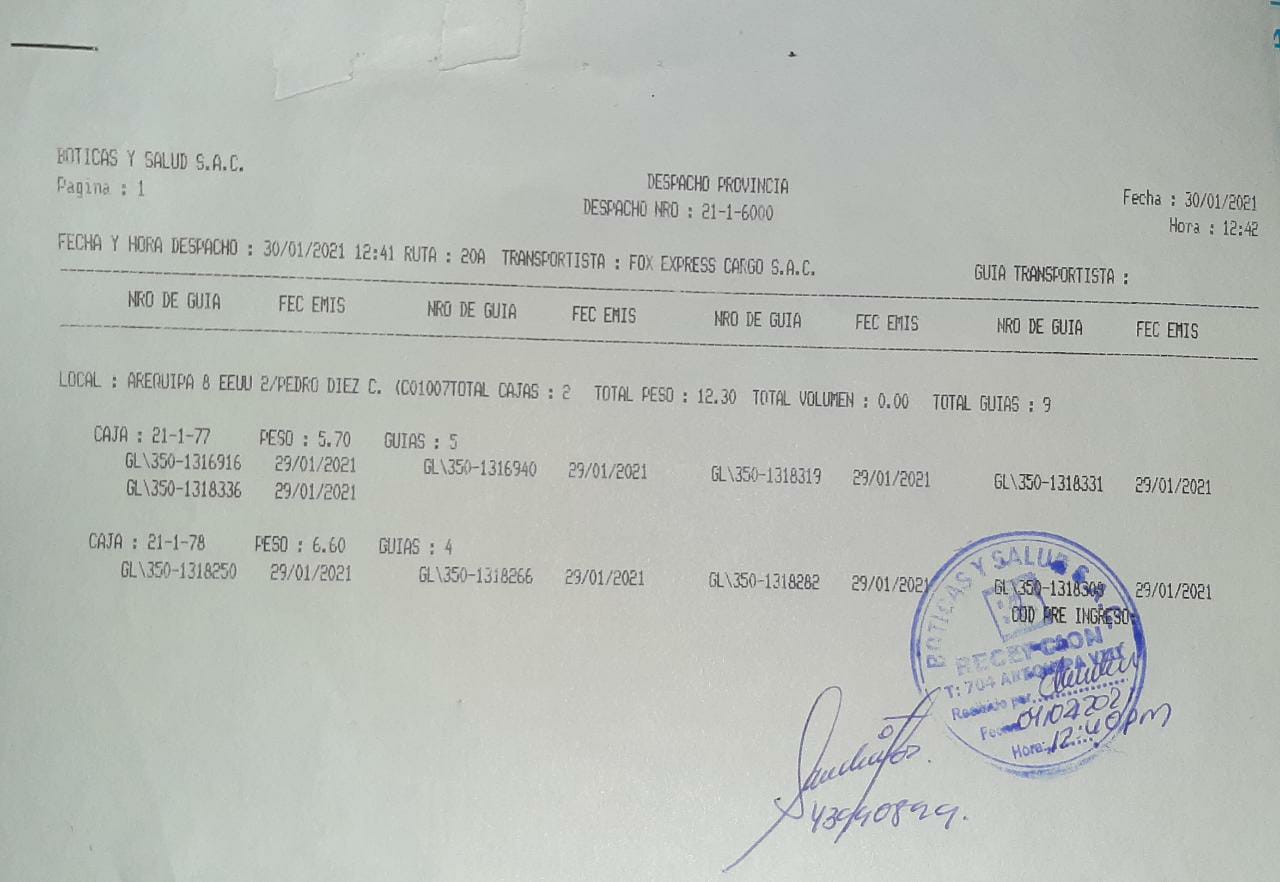 BOTICAS Y SALUD S.A.C.
Pagina : 1
DESPACHO PROVINCIA
DESPACHO NRO : 21-1-6000
Fecha : 30/01/2021
Hora : 12:42
FECHA Y HORA DESPACHO : 30/01/2021 12:41 RUTA : 20A TRANSPORTISTA : FOX EXPRESS CARGO S.A.C. GUIA TRANSPORTISTA :
NRO DE GUIA FEC EMIS NRO DE GUIA FEC EMIS NRO DE GUIA FEC EMIS NRO DE GUIA FEC EMIS
LOCAL : AREQUIPA 8 EEUU 2/PEDRO DIEZ C. (C01007TOTAL CAJAS : 2 TOTAL PESO : 12.30 TOTAL VOLUMEN : 0.00 TOTAL GUIAS : 9
CAJA : 21-1-77 PESO : 5.70 GUIAS : 5
GL\350-1316916 29/01/2021 GL\350-1316940 29/01/2021 GL\350-1318319 29/01/2021 GL\350-1318331 29/01/2021
GL\350-1318336 29/01/2021
CAJA : 21-1-78 PESO : 6.60 GUIAS : 4
GL\350-1318250 29/01/2021 GL\350-1318266 29/01/2021 GL\350-1318282 29/01/2021 29/01/2021
COD PRE INGRESO:
BOTICAS Y SALUD S.A.C.
RECEPCION
T: 704 AREQUIPA VIII
Recibido por:
Fecha:
Hora: 12:40pm